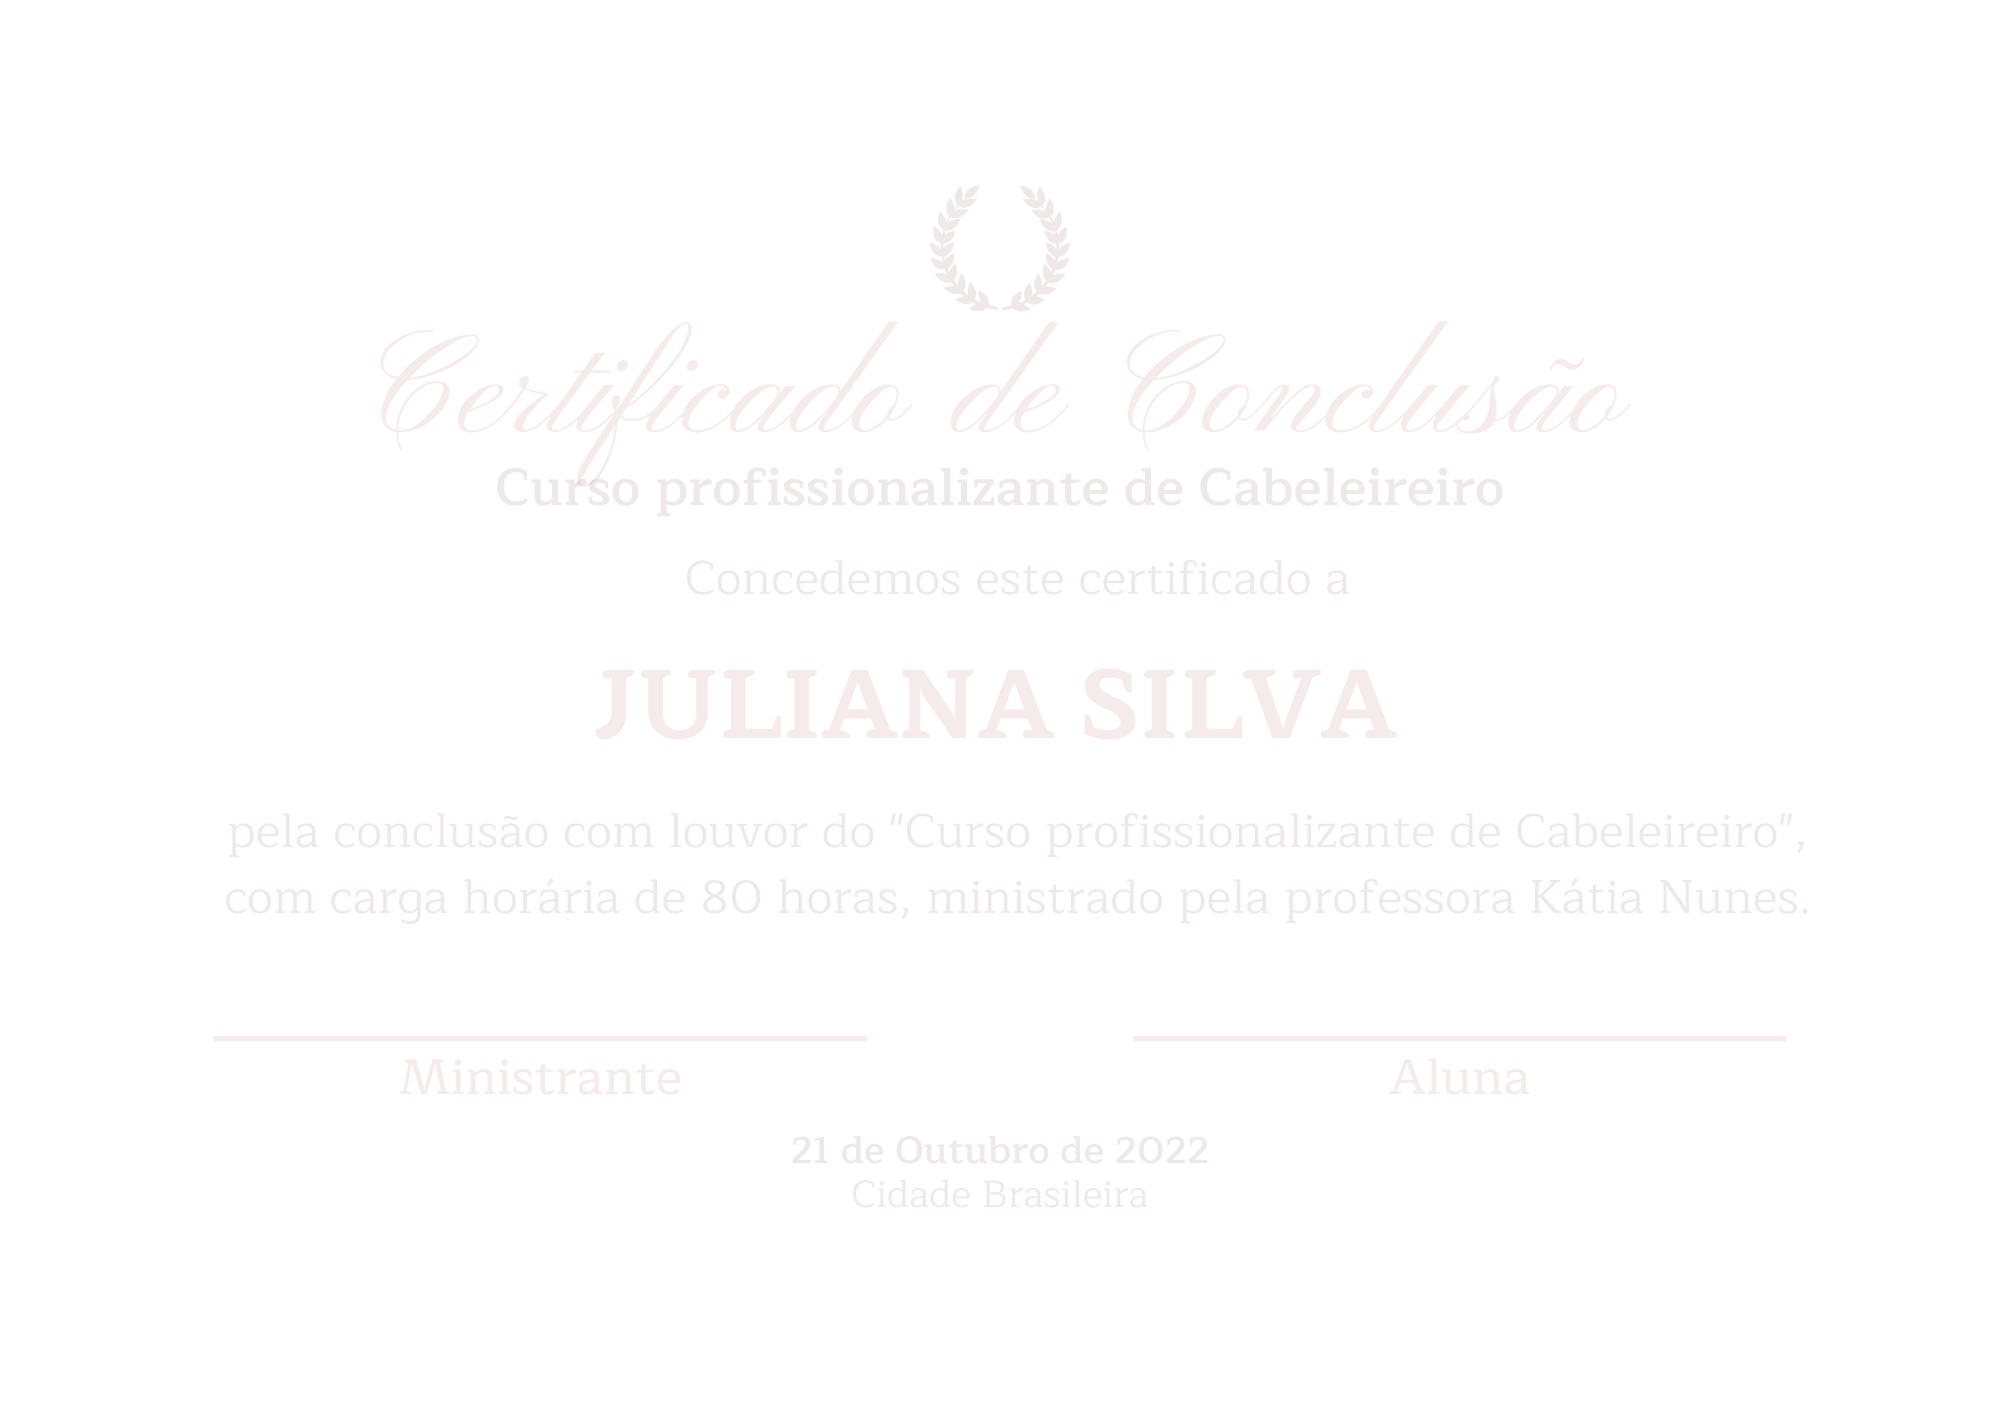 Certificado de Conclusão
Curso profissionalizante de Cabeleireiro
Concedemos este certificado a
JULIANA SILVA
pela conclusão com louvor do "Curso profissionalizante de Cabeleireiro",
com carga horária de 80 horas, ministrado pela professora Kátia Nunes.
Ministrante
Aluna
21 de Outubro de 2022
Cidade Brasileira